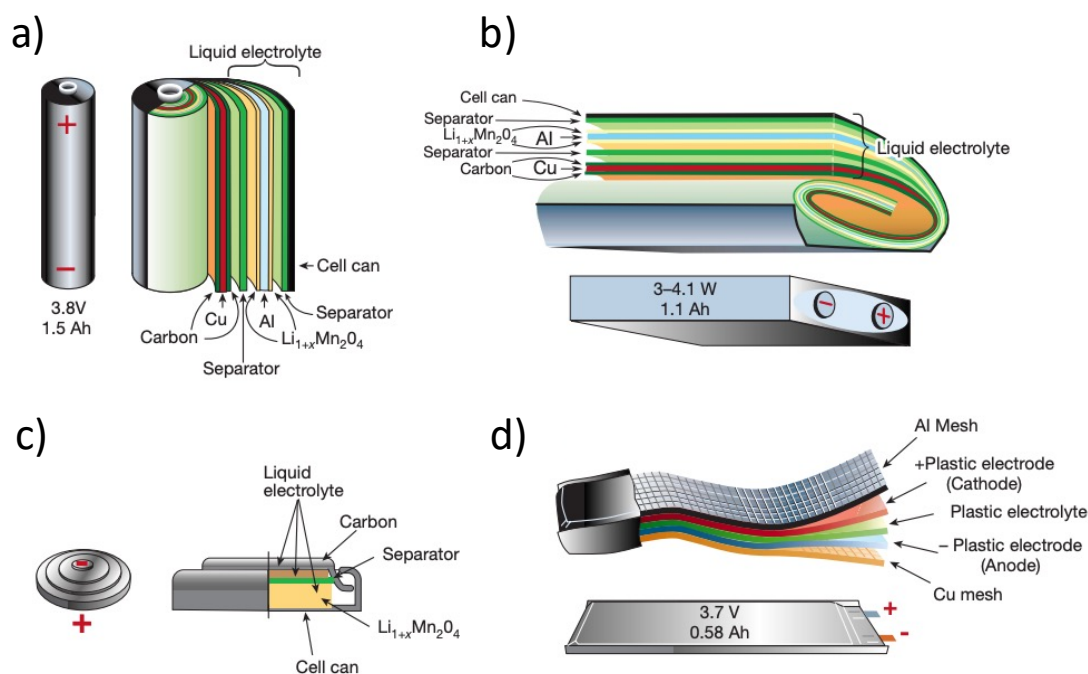 a)
Liquid electrolyte
+
−
3.8V
1.5 Ah
Cell can
Separator
Cu
Al
Carbon
Li1+xMn2O4
Separator
b)
Cell can
Separator
Li1+xMn2O4
Al
Separator
Carbon
Cu
Liquid electrolyte
3–4.1 W
1.1 Ah
−
+
c)
Liquid
electrolyte
Carbon
Separator
Li1+xMn2O4
Cell can
+
d)
Al Mesh
+Plastic electrode
(Cathode)
Plastic electrolyte
− Plastic electrode
(Anode)
Cu mesh
3.7 V
0.58 Ah
+
-